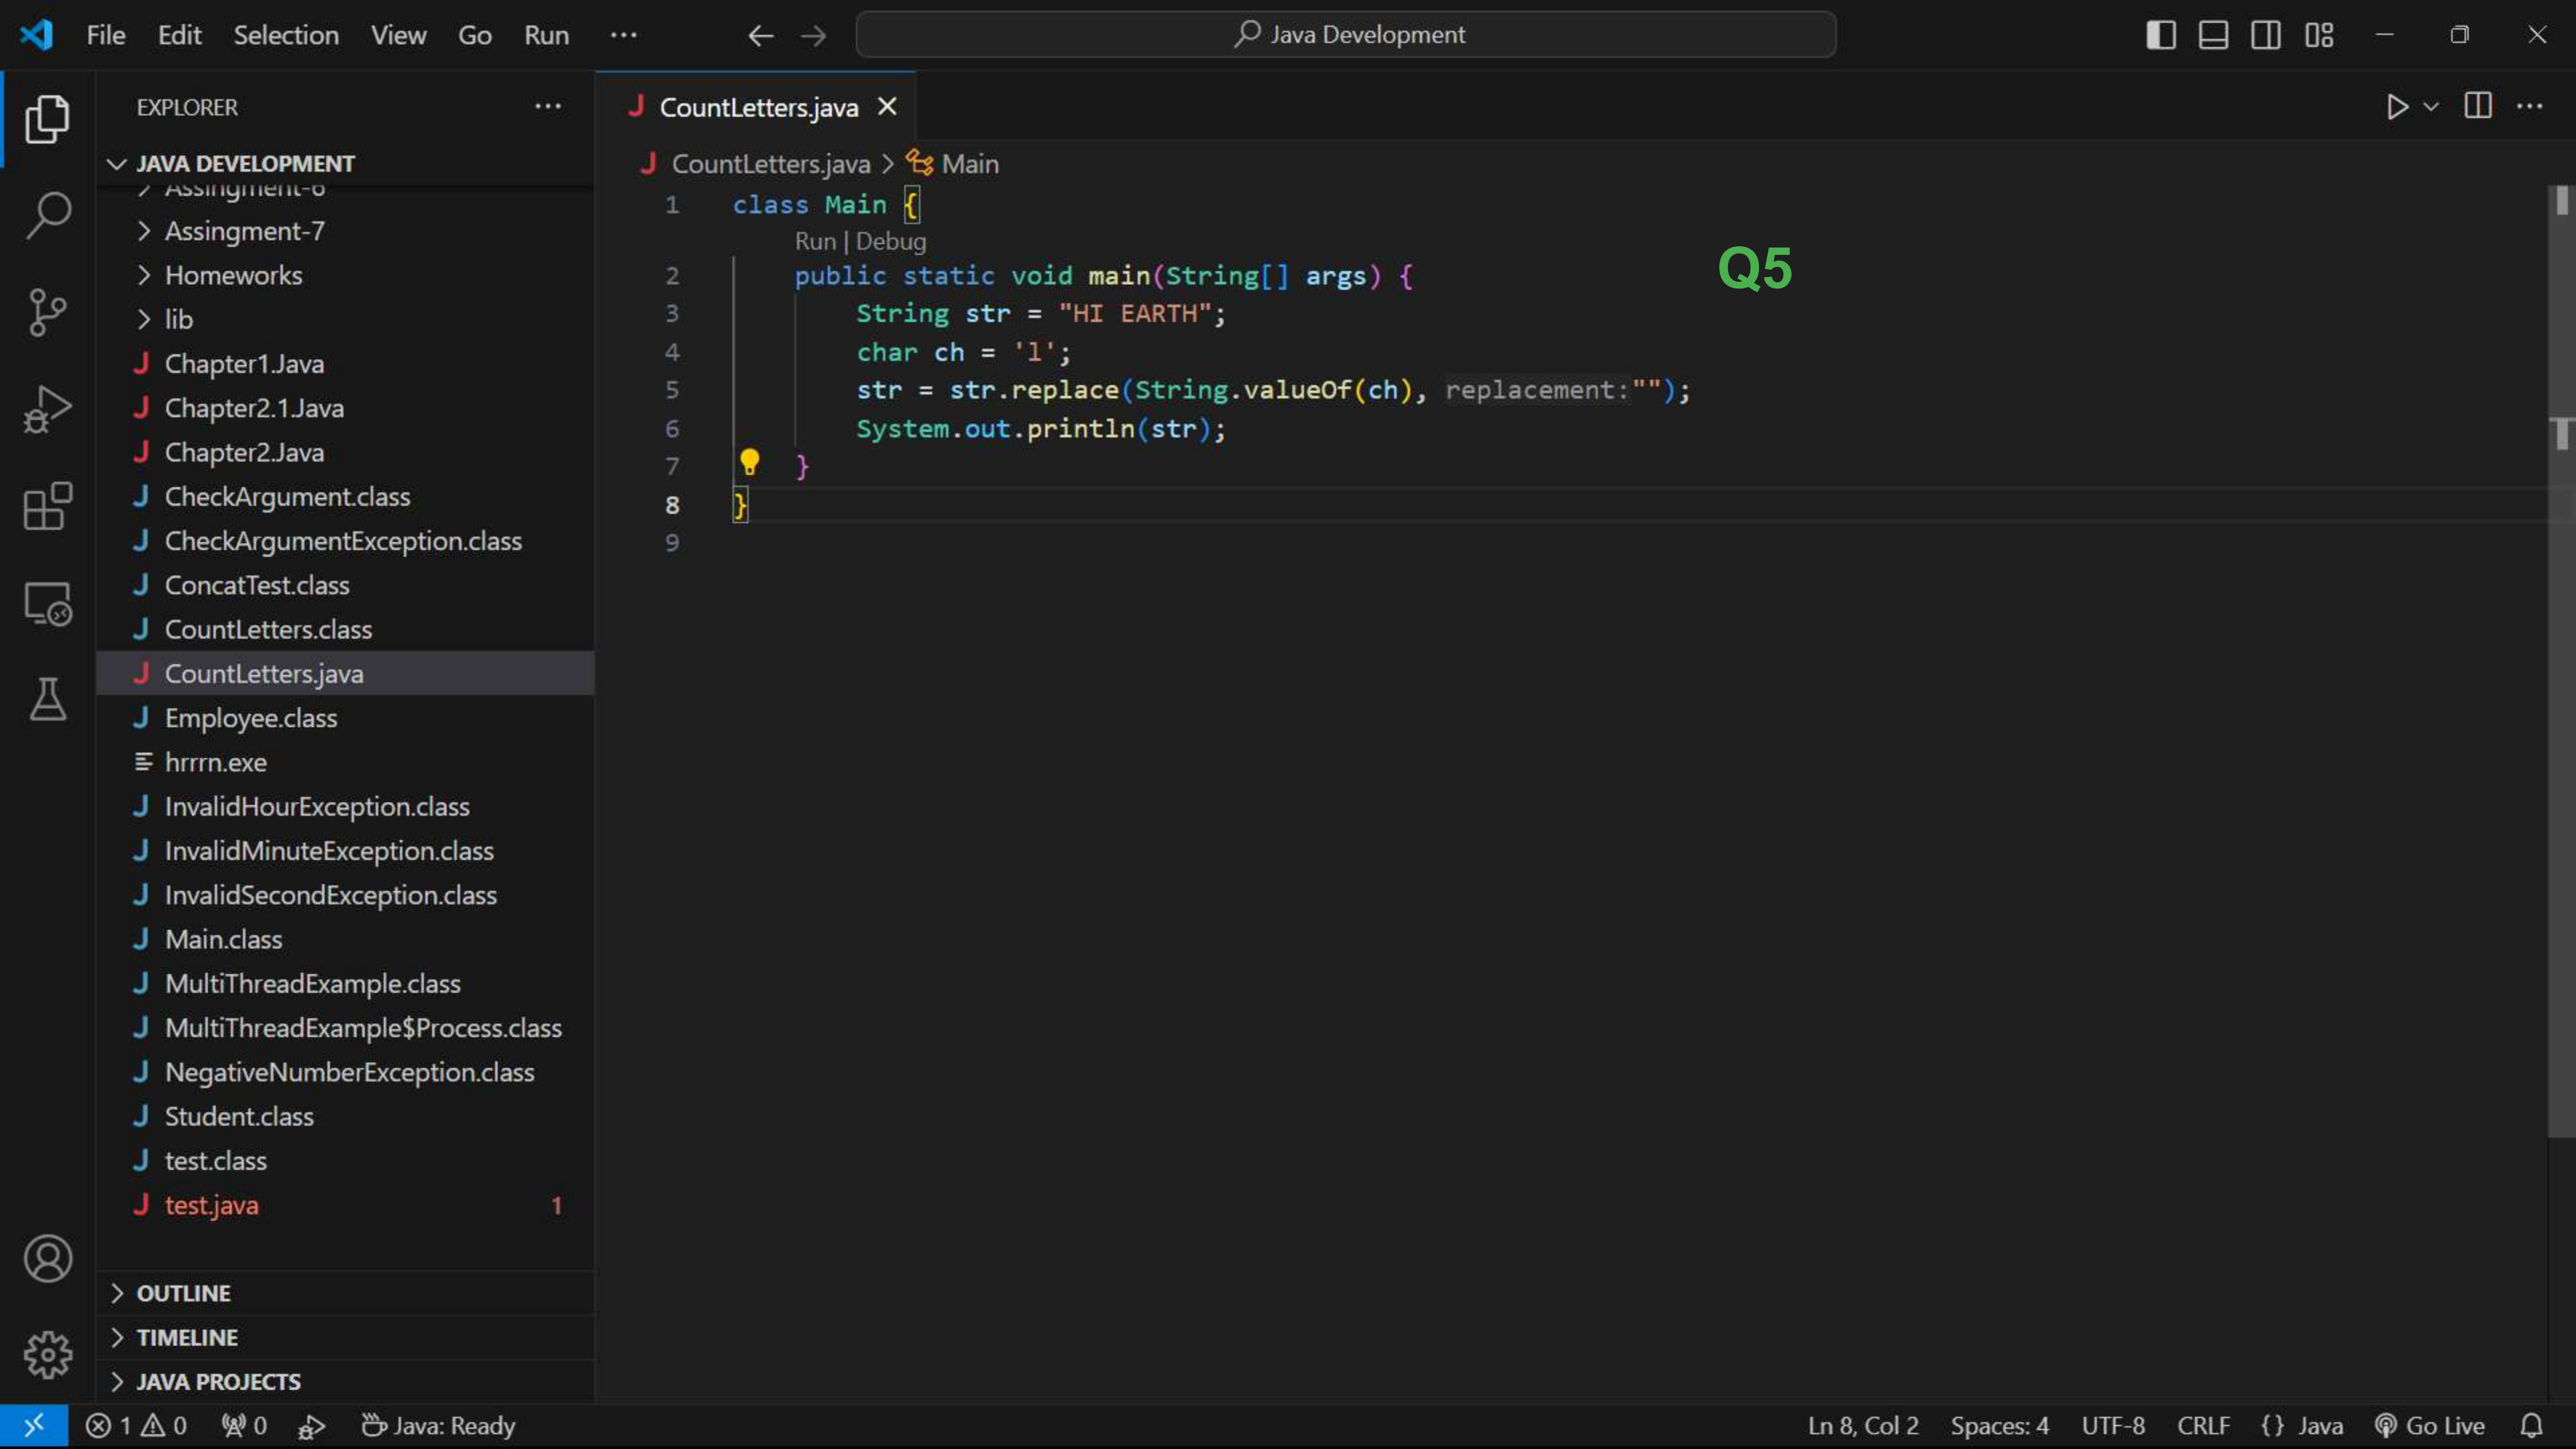 File Edit Selection View Go Run ··· Java Development
EXPLORER ···
JAVA DEVELOPMENT
Assingment-6
Assingment-7
Homeworks
lib
J Chapter1.Java
J Chapter2.1.Java
J Chapter2.Java
J CheckArgument.class
J CheckArgumentException.class
J ConcatTest.class
J CountLetters.class
J CountLetters.java
J Employee.class
hrrrn.exe
J InvalidHourException.class
J InvalidMinuteException.class
J InvalidSecondException.class
J Main.class
J MultiThreadExample.class
J MultiThreadExample$Process.class
J NegativeNumberException.class
J Student.class
J test.class
J test.java 1
OUTLINE
TIMELINE
JAVA PROJECTS
J CountLetters.java ×
J CountLetters.java > Main
1 class Main {
Run | Debug
2 public static void main(String[] args) {
3 String str = "HI EARTH";
4 char ch = 'l';
5 str = str.replace(String.valueOf(ch), replacement:"");
6 System.out.println(str);
7 }
8 }
9
Q5
1 0 0 Java: Ready Ln 8, Col 2 Spaces: 4 UTF-8 CRLF {} Java Go Live